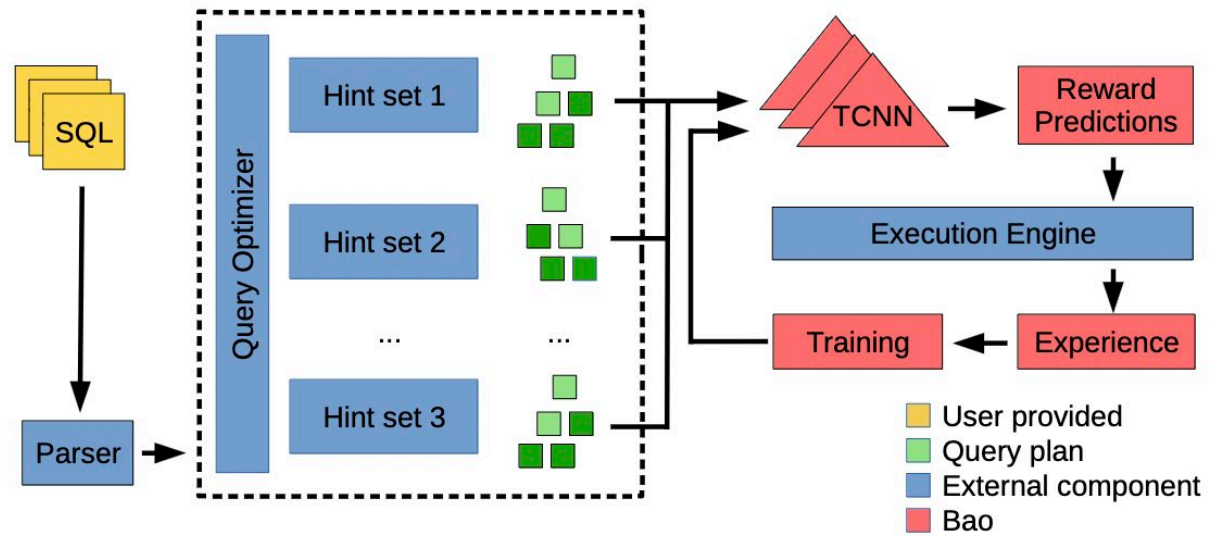 SQL
Parser
Query Optimizer
Hint set 1
Hint set 2
...
...
Hint set 3
TCNN
Reward
Predictions
Execution Engine
Training
Experience
User provided
Query plan
External component
Bao